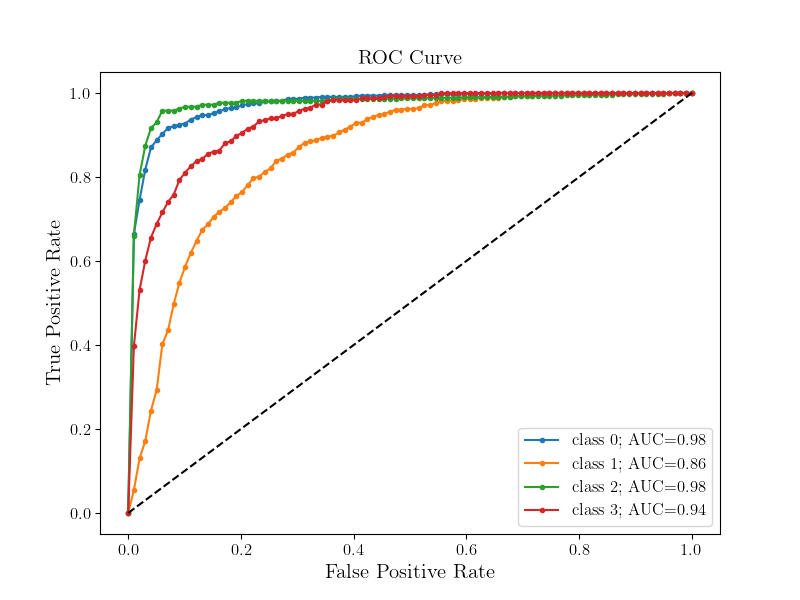 ROC Curve
True Positive Rate
1.0
0.8
0.6
0.4
0.2
0.0
class 0; AUC=0.98
class 1; AUC=0.86
class 2; AUC=0.98
class 3; AUC=0.94
0.0 0.2 0.4 0.6 0.8 1.0
False Positive Rate